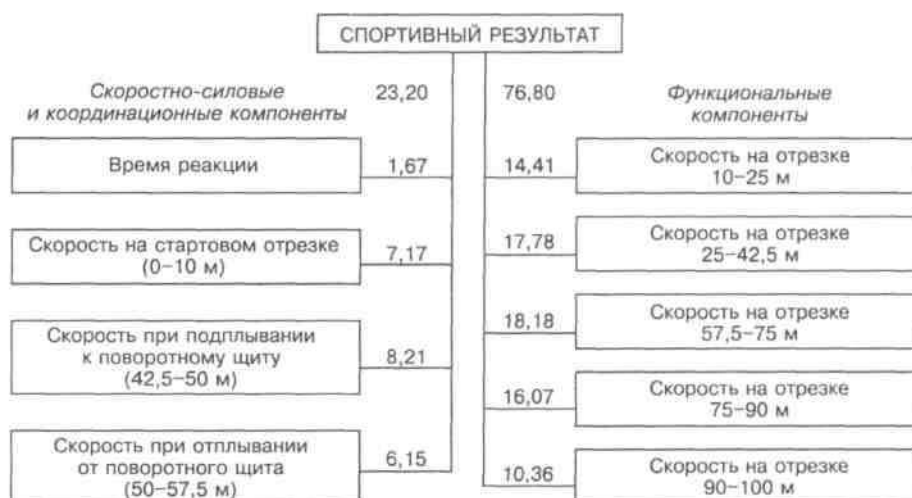 СПОРТИВНЫЙ РЕЗУЛЬТАТ
Скоростно-силовые
и координационные компоненты
23,20
76,80
Функциональные
компоненты
Время реакции
1,67
Скорость на стартовом отрезке
(0–10 м)
7,17
Скорость при подплывании
к поворотному щиту
(42,5–50 м)
8,21
Скорость при отплывании
от поворотного щита
(50–57,5 м)
6,15
14,41
Скорость на отрезке
10–25 м
17,78
Скорость на отрезке
25–42,5 м
18,18
Скорость на отрезке
57,5–75 м
16,07
Скорость на отрезке
75–90 м
10,36
Скорость на отрезке
90–100 м